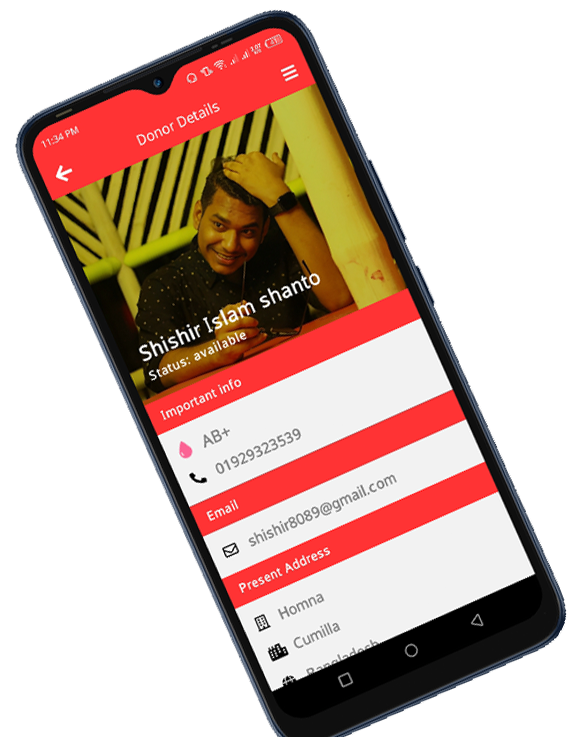 11:34 PM
Donor Details
Shishir Islam shanto
Status: available
Important info
AB+
01929323539
Email
shishir8089@gmail.com
Present Address
Homna
Cumilla
Bangladesh